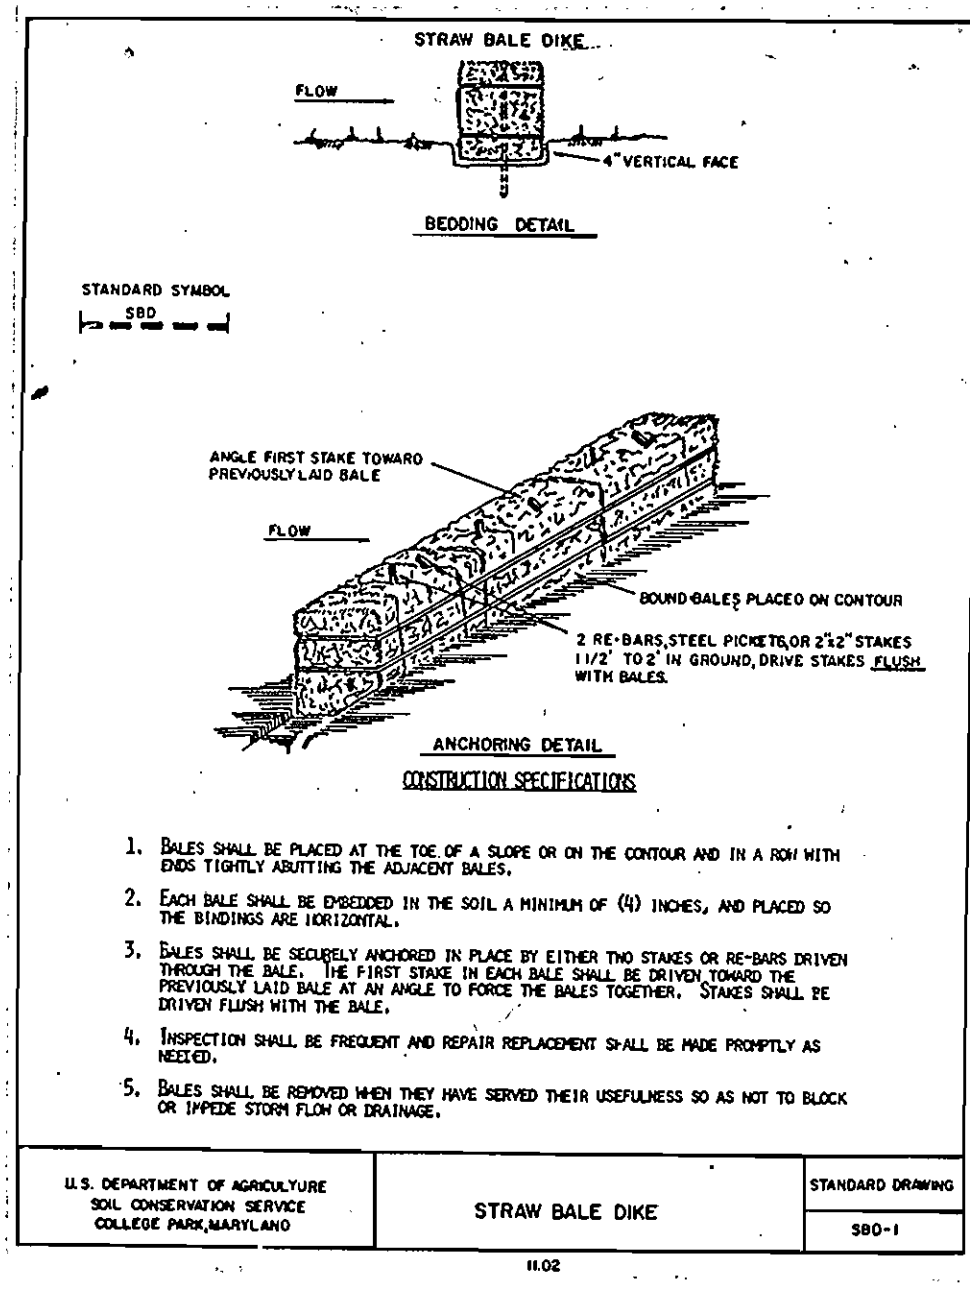 STRAW BALE DIKE
FLOW
4" VERTICAL FACE
BEDDING DETAIL
STANDARD SYMBOL
SBD
ANGLE FIRST STAKE TOWARD
PREVIOUSLY LAID BALE
FLOW
BOUND BALES PLACED ON CONTOUR
2 RE-BARS, STEEL PICKETS, OR 2"x2" STAKES
1 1/2' TO 2' IN GROUND, DRIVE STAKES FLUSH
WITH BALES.
ANCHORING DETAIL
CONSTRUCTION SPECIFICATIONS
1. BALES SHALL BE PLACED AT THE TOE OF A SLOPE OR ON THE CONTOUR AND IN A ROW WITH
ENDS TIGHTLY ABUTTING THE ADJACENT BALES.
2. EACH BALE SHALL BE EMBEDDED IN THE SOIL A MINIMUM OF (4) INCHES, AND PLACED SO
THE BINDINGS ARE HORIZONTAL.
3. BALES SHALL BE SECURELY ANCHORED IN PLACE BY EITHER TWO STAKES OR RE-BARS DRIVEN
THROUGH THE BALE. THE FIRST STAKE IN EACH BALE SHALL BE DRIVEN TOWARD THE
PREVIOUSLY LAID BALE AT AN ANGLE TO FORCE THE BALES TOGETHER. STAKES SHALL BE
DRIVEN FLUSH WITH THE BALE.
4. INSPECTION SHALL BE FREQUENT AND REPAIR REPLACEMENT SHALL BE MADE PROMPTLY AS
NEEDED.
5. BALES SHALL BE REMOVED WHEN THEY HAVE SERVED THEIR USEFULNESS SO AS NOT TO BLOCK
OR IMPEDE STORM FLOW OR DRAINAGE.
U.S. DEPARTMENT OF AGRICULTURE
SOIL CONSERVATION SERVICE
COLLEGE PARK, MARYLAND
STRAW BALE DIKE
STANDARD DRAWING
SBD-1
11.02